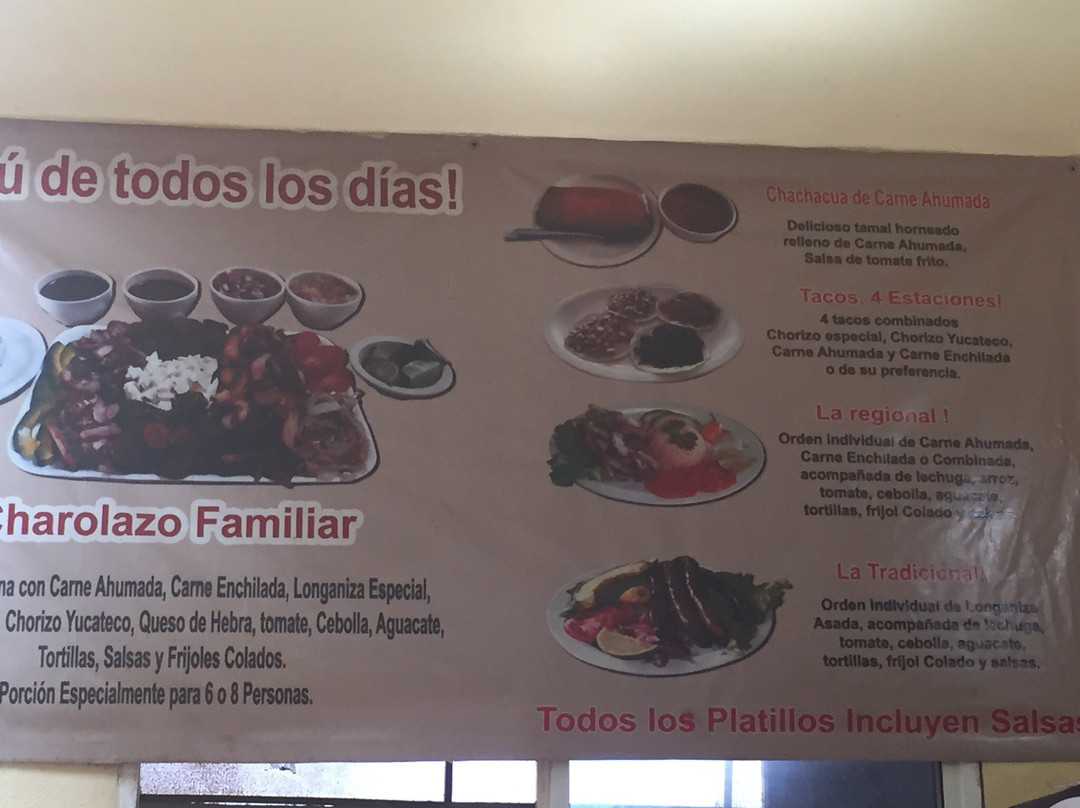 ú de todos los días!
Charolazo Familiar
na con Carne Ahumada, Carne Enchilada, Longaniza Especial,
Chorizo Yucateco, Queso de Hebra, tomate, Cebolla, Aguacate,
Tortillas, Salsas y Frijoles Colados.
Porción Especialmente para 6 o 8 Personas.
Chachacua de Carne Ahumada
Delicioso tamal horneado
relleno de Carne Ahumada,
Salsa de tomate frito.
Tacos, 4 Estaciones!
4 tacos combinados
Chorizo especial, Chorizo Yucateco,
Carne Ahumada y Carne Enchilada
o de su preferencia.
La regional !
Orden individual de Carne Ahumada,
Carne Enchilada o Combinada,
acompañada de lechuga, arroz,
tomate, cebolla, aguacate,
tortillas, frijol Colado y
La Tradicional!
Orden individual de Longaniza
Asada, acompañada de lechuga,
tomate, cebolla, aguacate,
tortillas, frijol Colado y salsas.
Todos los Platillos Incluyen Salsas